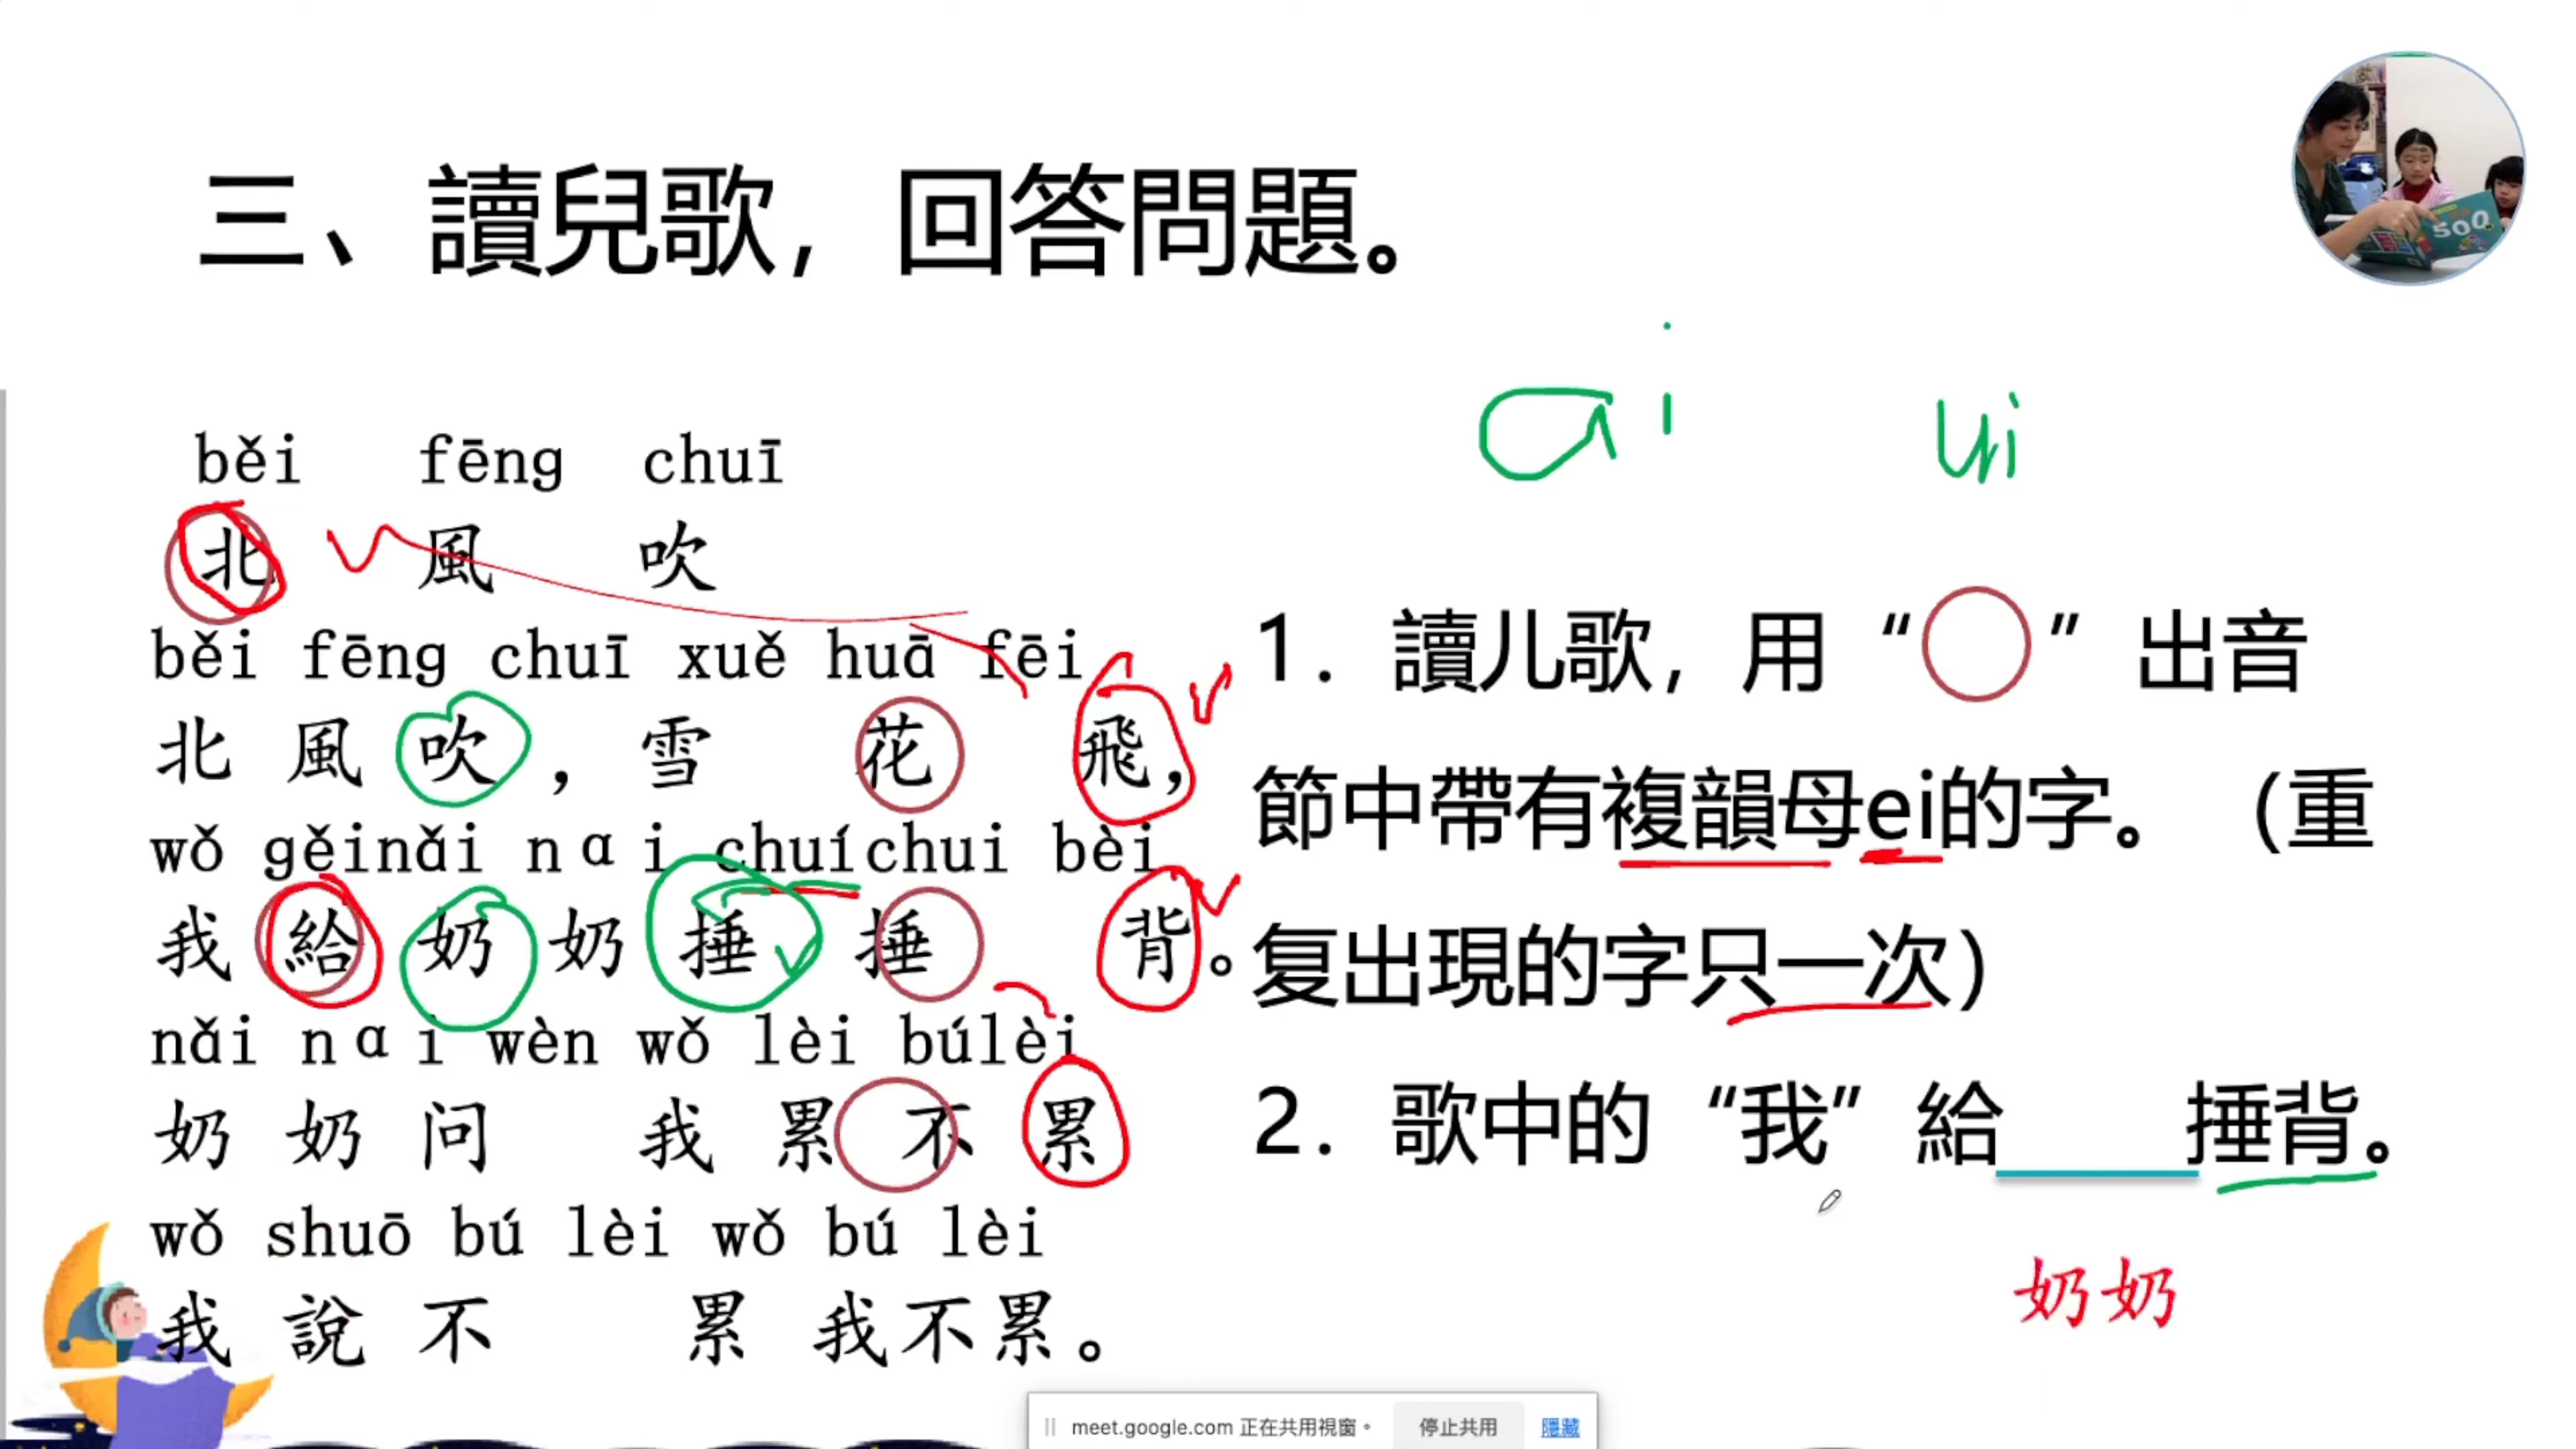 三、讀兒歌，回答問題。
500
ai ui
běi fēng chuī
北 風 吹
běi fēng chuī xuě huā fēi
北 風 吹，雪 花 飛，
wǒ gěinǎi nɑi chuíchui bèi
我 給 奶 奶 捶 捶 背。
nǎi nɑi wèn wǒ lèi búlèi
奶 奶 问 我 累 不 累
wǒ shuō bú lèi wǒ bú lèi
我 說 不 累 我不累。
1. 讀儿歌，用“○”出音
節中帶有複韻母ei的字。（重
复出現的字只一次）
2. 歌中的“我”給____捶背。
奶奶
meet.google.com 正在共用視窗。 停止共用 隱藏